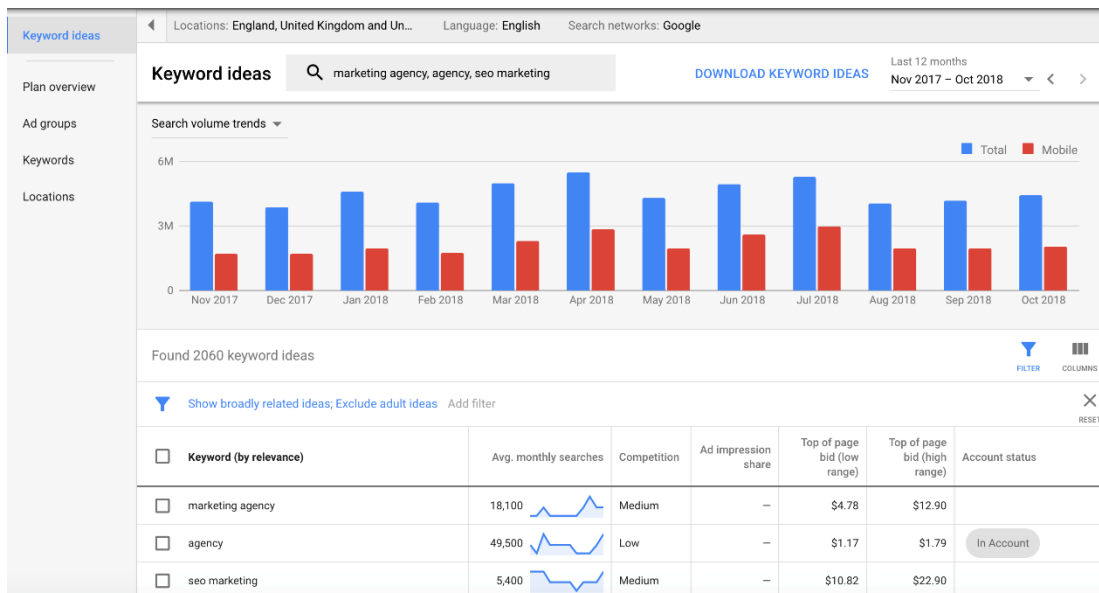 Keyword ideas
Plan overview
Ad groups
Keywords
Locations
Locations: England, United Kingdom and Un... Language: English Search networks: Google
Keyword ideas
marketing agency, agency, seo marketing
DOWNLOAD KEYWORD IDEAS
Last 12 months
Nov 2017 – Oct 2018
Search volume trends
Total Mobile
6M
3M
0
Nov 2017 Dec 2017 Jan 2018 Feb 2018 Mar 2018 Apr 2018 May 2018 Jun 2018 Jul 2018 Aug 2018 Sep 2018 Oct 2018
Found 2060 keyword ideas
FILTER
COLUMNS
Show broadly related ideas; Exclude adult ideas Add filter
RESET
Keyword (by relevance) Avg. monthly searches Competition
Ad impression
share
Top of page
bid (low
range)
Top of page
bid (high
range)
Account status
marketing agency 18,100 Medium – $4.78 $12.90
agency 49,500 Low – $1.17 $1.79 In Account
seo marketing 5,400 Medium – $10.82 $22.90